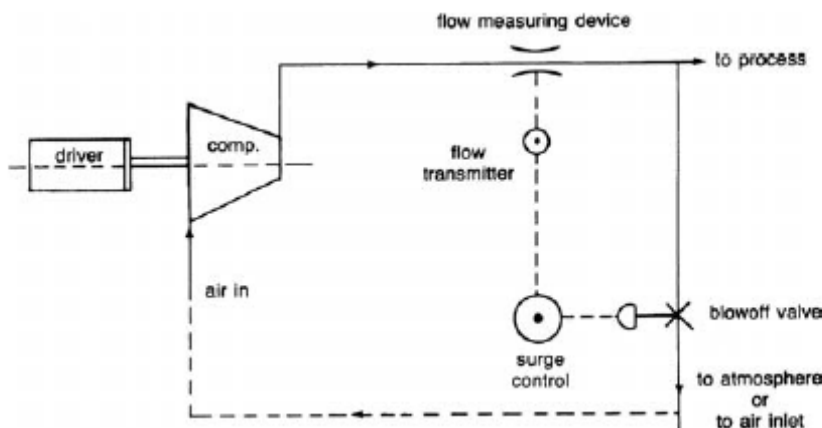 flow measuring device
to process
driver
comp.
flow
transmitter
air in
blowoff valve
surge
control
to atmosphere
or
to air inlet